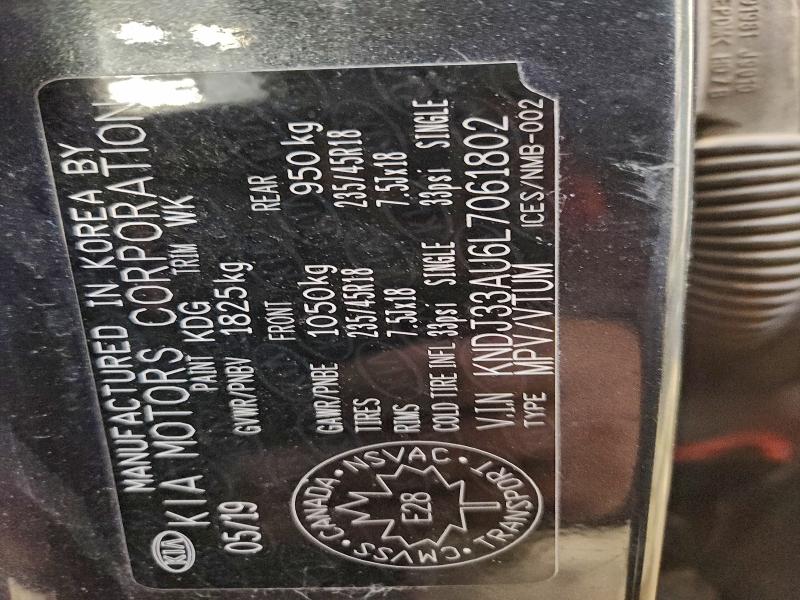 MANUFACTURED IN KOREA BY
KIA KIA MOTORS CORPORATION
05/19 PAINT KDG TRIM WK
GVWR/PNBV 1825kg
FRONT REAR
GAWR/PNBE 1050kg 950kg
TIRES 235/45R18 235/45R18
RIMS 7.5Jx18 7.5Jx18
COLD TIRE INFL 33psi SINGLE 33psi SINGLE
V.I.N KNDJ33AU6L7061802
TYPE MPV/VTUM ICES/NMB-002
CANADA · NSVAC · TRANSPORT · CMVSS
E28